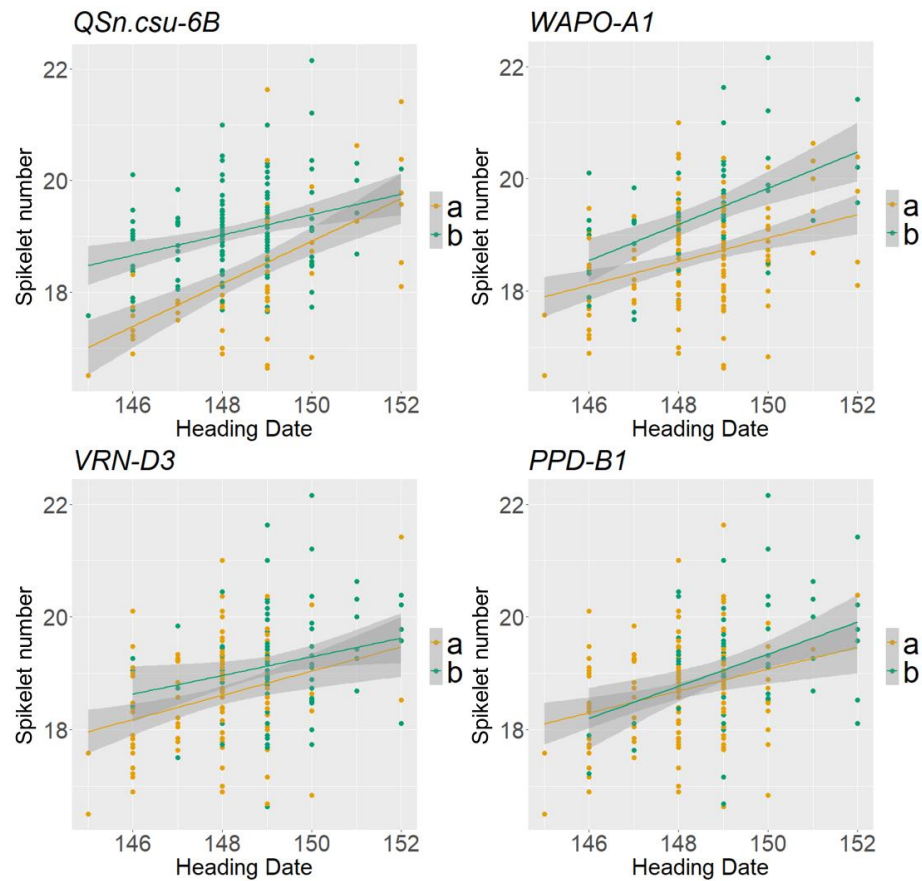 QSn.csu-6B
WAPO-A1
22
20
18
Spikelet number
146 148 150 152
Heading Date
a
b
22
20
18
Spikelet number
146 148 150 152
Heading Date
a
b
VRN-D3
PPD-B1
22
20
18
Spikelet number
146 148 150 152
Heading Date
a
b
22
20
18
Spikelet number
146 148 150 152
Heading Date
a
b